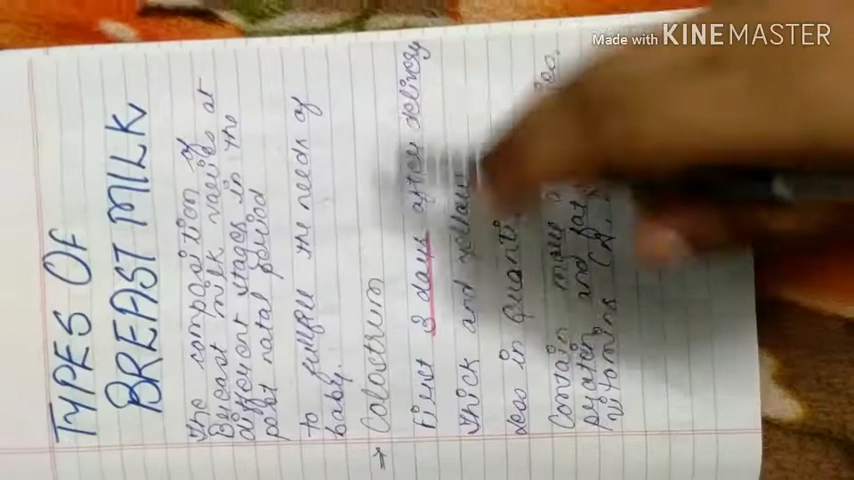 Made with KINEMASTER
TYPES OF
BREAST MILK
The composition of
Breast milk varies at
different stages in the
post natal period
to fulfill the needs of
baby.
→ Colostrum
First 3 days after delivery
Thick and yellow
Less in quanti
Contain more
protein and fat
vitamins (A,